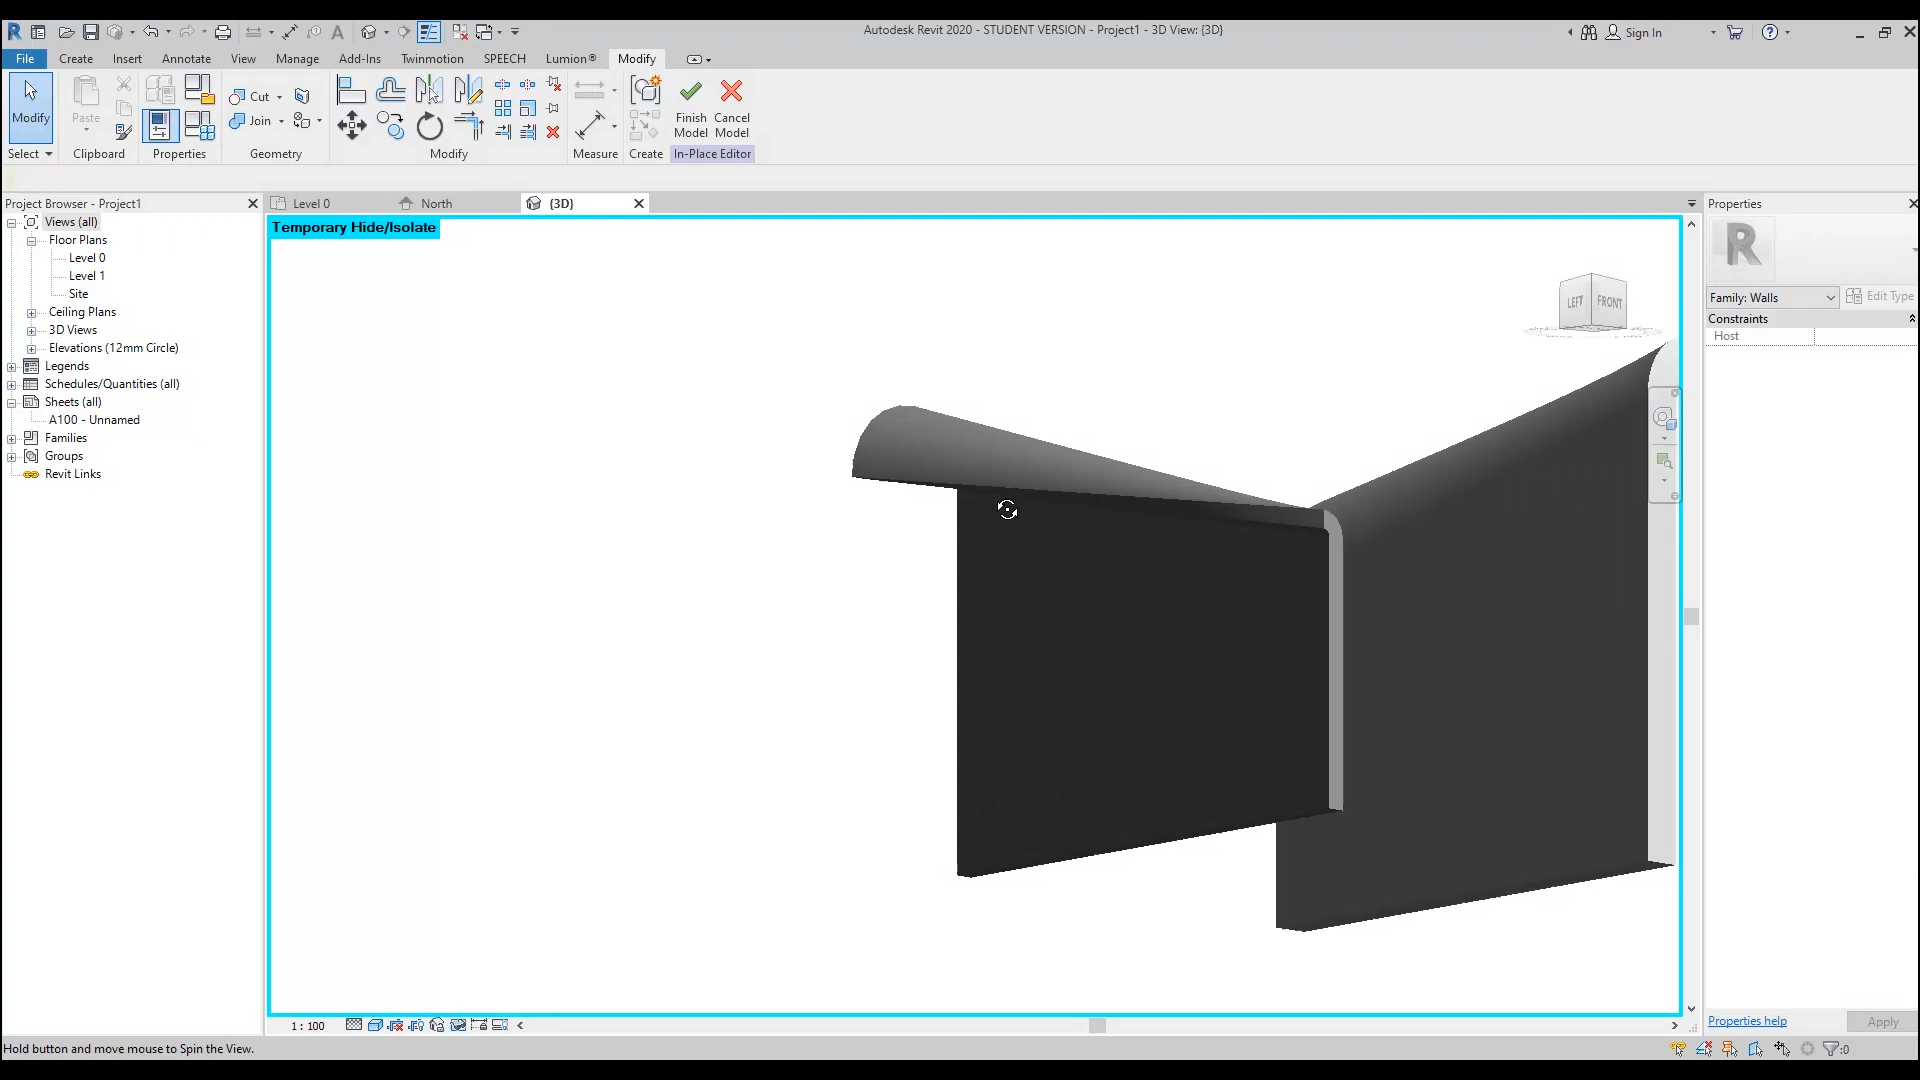 Autodesk Revit 2020 - STUDENT VERSION - Project1 - 3D View: {3D}
Sign In
File Create Insert Annotate View Manage Add-Ins Twinmotion SPEECH Lumion® Modify
Modify
Paste
Cut
Join
Finish Model
Cancel Model
Select Clipboard Properties Geometry Modify Measure Create In-Place Editor
Project Browser - Project1
Level 0 North {3D}
Properties
Views (all)
Floor Plans
Level 0
Level 1
Site
Ceiling Plans
3D Views
Elevations (12mm Circle)
Legends
Schedules/Quantities (all)
Sheets (all)
A100 - Unnamed
Families
Groups
Revit Links
Temporary Hide/Isolate
LEFT FRONT
R
Family: Walls
Edit Type
Constraints
Host
1 : 100
Properties help
Apply
Hold button and move mouse to Spin the View.
:0